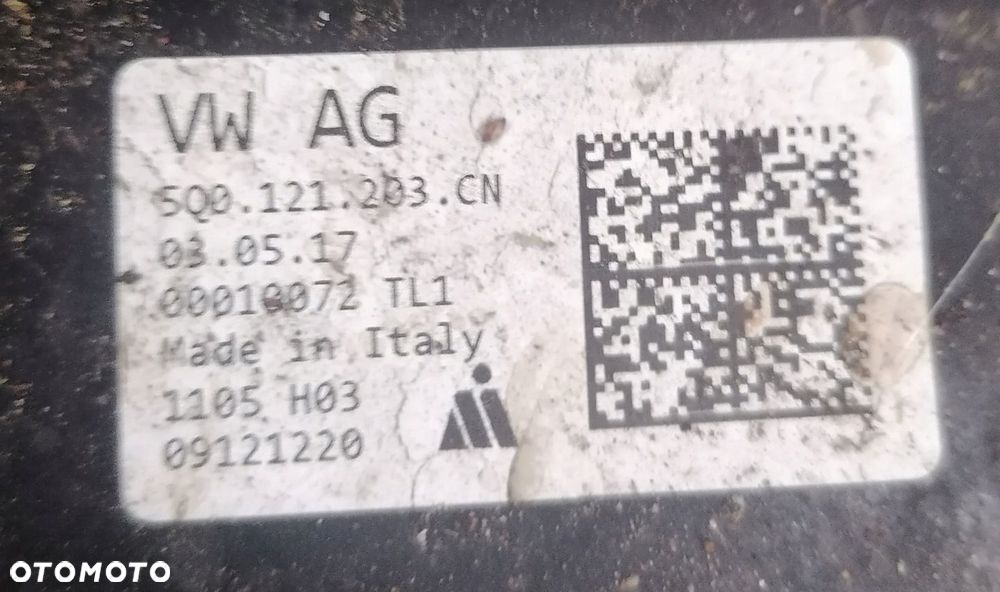 VW AG
5Q0.121.203.CN
03.05.17
00010072 TL1
Made in Italy
1105 H03
09121220
OTOMOTO